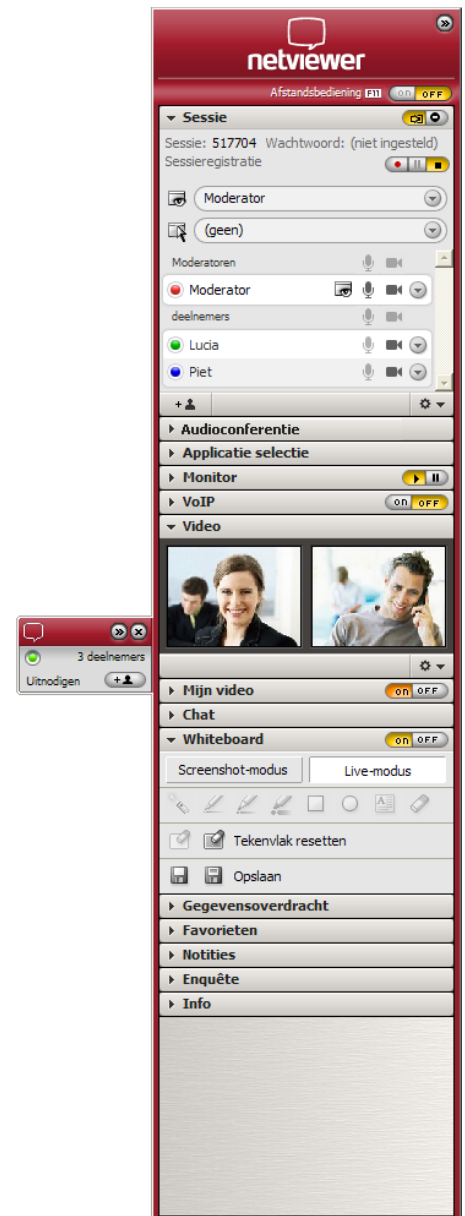 netviewer
Afstandsbediening F11 on OFF
Sessie
Sessie: 517704 Wachtwoord: (niet ingesteld)
Sessieregistratie
Moderator
(geen)
Moderatoren
Moderator
deelnemers
Lucia
Piet
Audioconferentie
Applicatie selectie
Monitor
VoIP on OFF
Video
3 deelnemers
Uitnodigen
Mijn video on OFF
Chat
Whiteboard on OFF
Screenshot-modus Live-modus
A
Tekenvlak resetten
Opslaan
Gegevensoverdracht
Favorieten
Notities
Enquête
Info